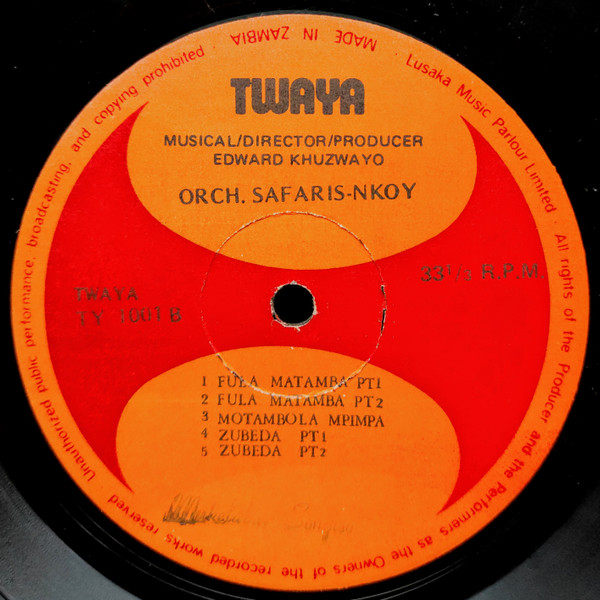 MADE IN ZAMBIA · Lusaka Music Parlour Limited · All rights of the Producer and the Performers as the Owners of the recorded works reserved · Unauthorized public performance, broadcasting, and copying prohibited ·
TWAYA
MUSICAL/DIRECTOR/PRODUCER
EDWARD KHUZWAYO
ORCH. SAFARIS-NKOY
33 1/3 R.P.M.
TWAYA
TY 1001 B
1 FULA MATAMBA PT1
2 FULA MATAMBA PT2
3 MOTAMBOLA MPIMPA
4 ZUBEDA PT1
5 ZUBEDA PT2